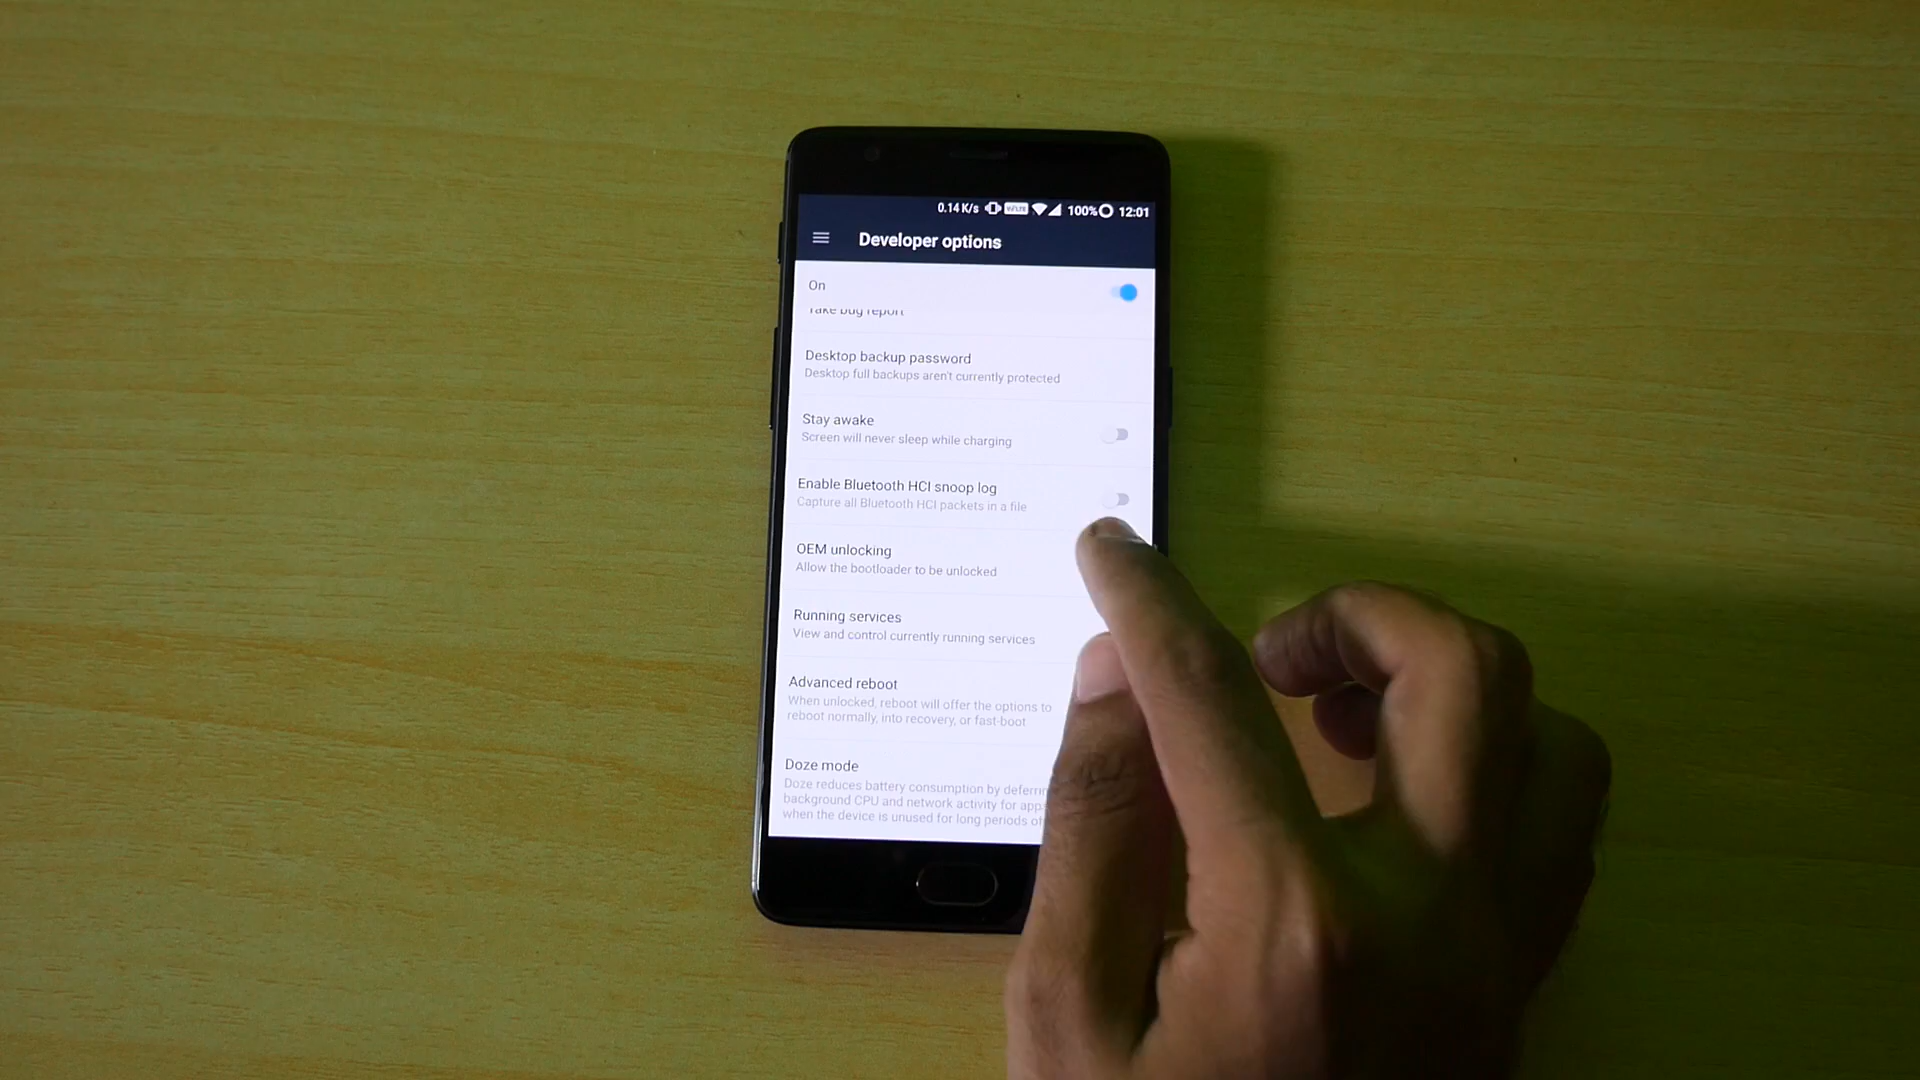 0.14 K/s VoLTE 100% 12:01
Developer options
On
Take bug report
Desktop backup password
Desktop full backups aren't currently protected
Stay awake
Screen will never sleep while charging
Enable Bluetooth HCI snoop log
Capture all Bluetooth HCI packets in a file
OEM unlocking
Allow the bootloader to be unlocked
Running services
View and control currently running services
Advanced reboot
When unlocked, reboot will offer the options to
reboot normally, into recovery, or fast-boot
Doze mode
Doze reduces battery consumption by deferrin
background CPU and network activity for app
when the device is unused for long periods of